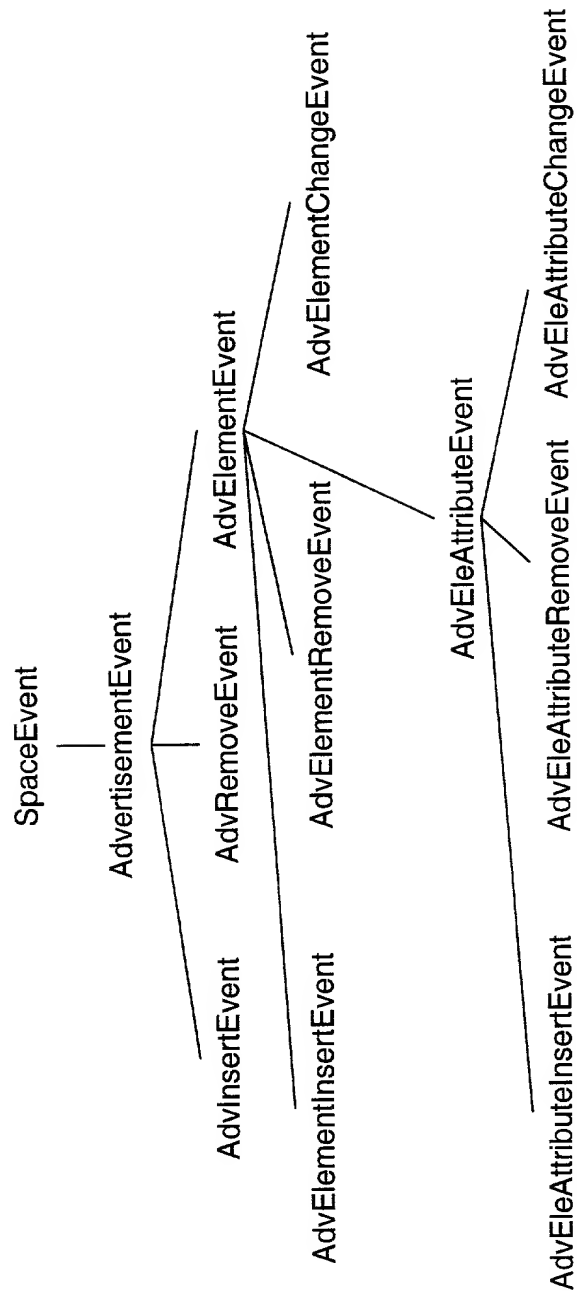 SpaceEvent
AdvertisementEvent
AdvInsertEvent
AdvRemoveEvent
AdvElementEvent
AdvElementInsertEvent
AdvElementRemoveEvent
AdvElementChangeEvent
AdvEleAttributeEvent
AdvEleAttributeInsertEvent
AdvEleAttributeRemoveEvent
AdvEleAttributeChangeEvent